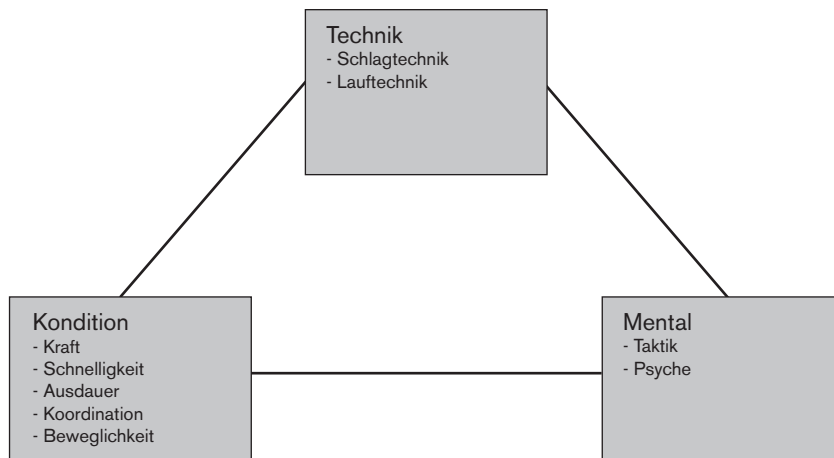 Technik
- Schlagtechnik
- Lauftechnik
Kondition
- Kraft
- Schnelligkeit
- Ausdauer
- Koordination
- Beweglichkeit
Mental
- Taktik
- Psyche